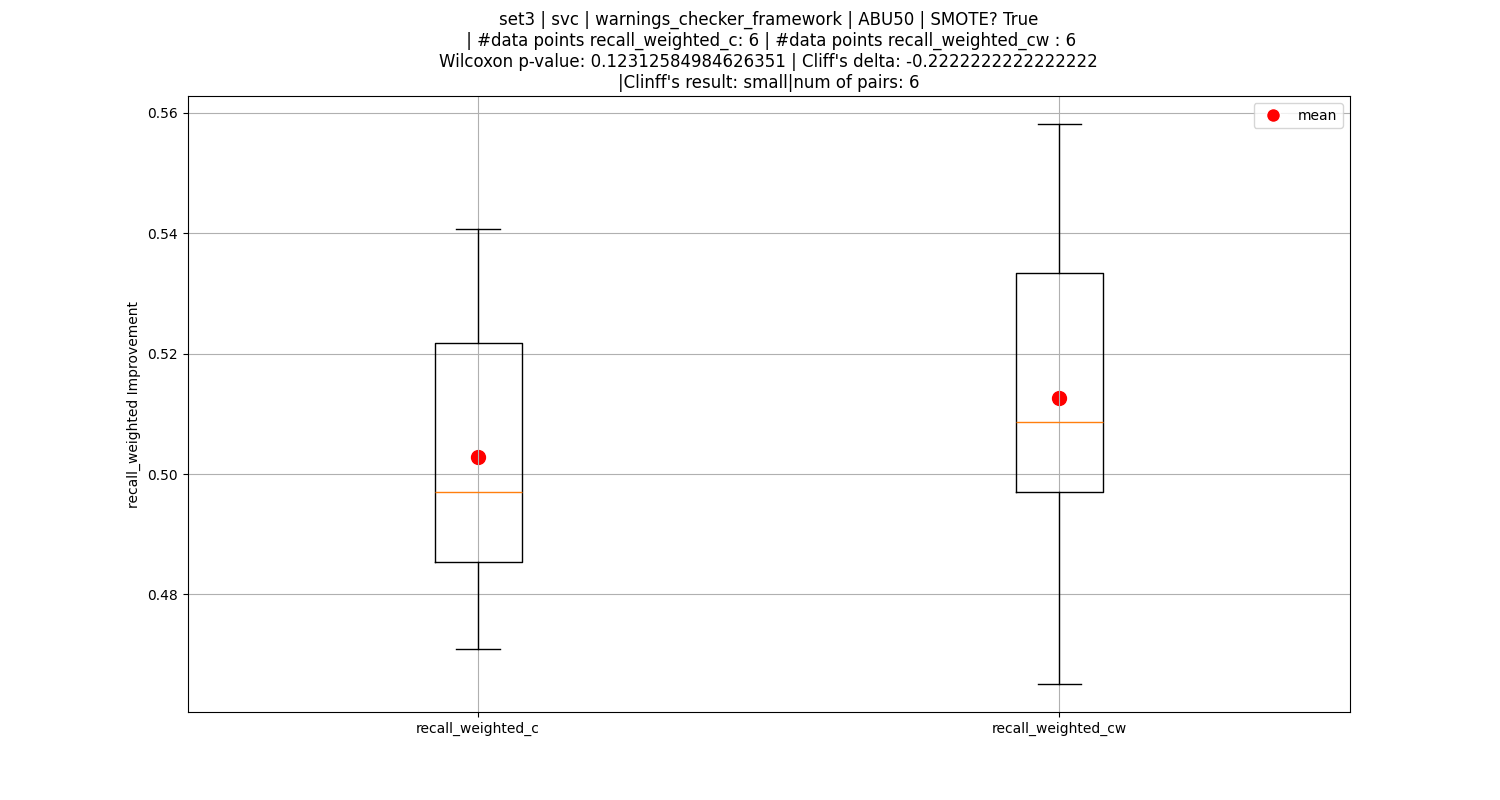 set3 | svc | warnings_checker_framework | ABU50 | SMOTE? True
| #data points recall_weighted_c: 6 | #data points recall_weighted_cw : 6
Wilcoxon p-value: 0.12312584984626351 | Cliff's delta: -0.2222222222222222
|Clinff's result: small|num of pairs: 6
mean
recall_weighted Improvement
0.56
0.54
0.52
0.50
0.48
recall_weighted_c
recall_weighted_cw